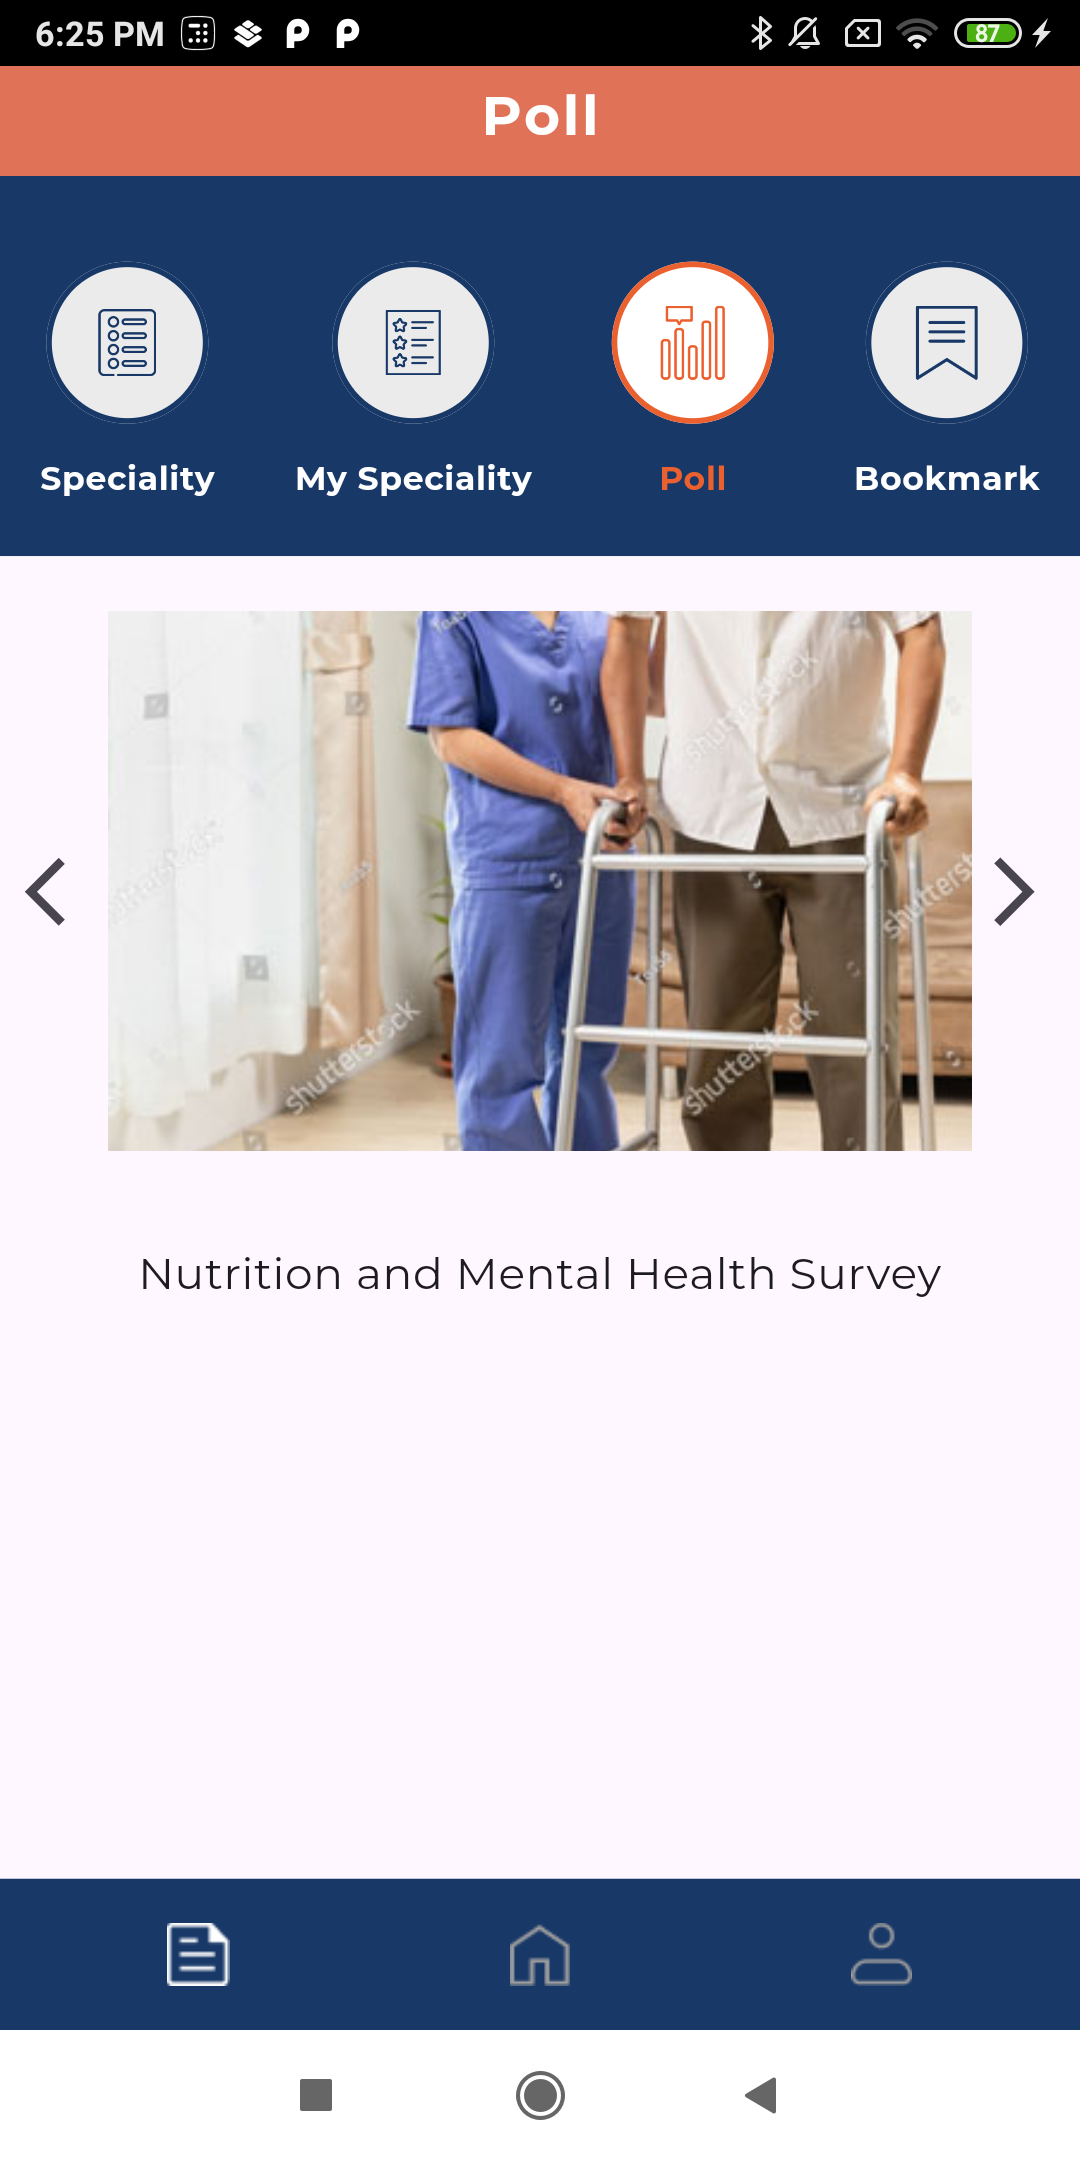 6:25 PM
87
Poll
Speciality My Speciality Poll Bookmark
shutterstock
shutterstock
shutterst
shutterstock
shutterstock
Nutrition and Mental Health Survey